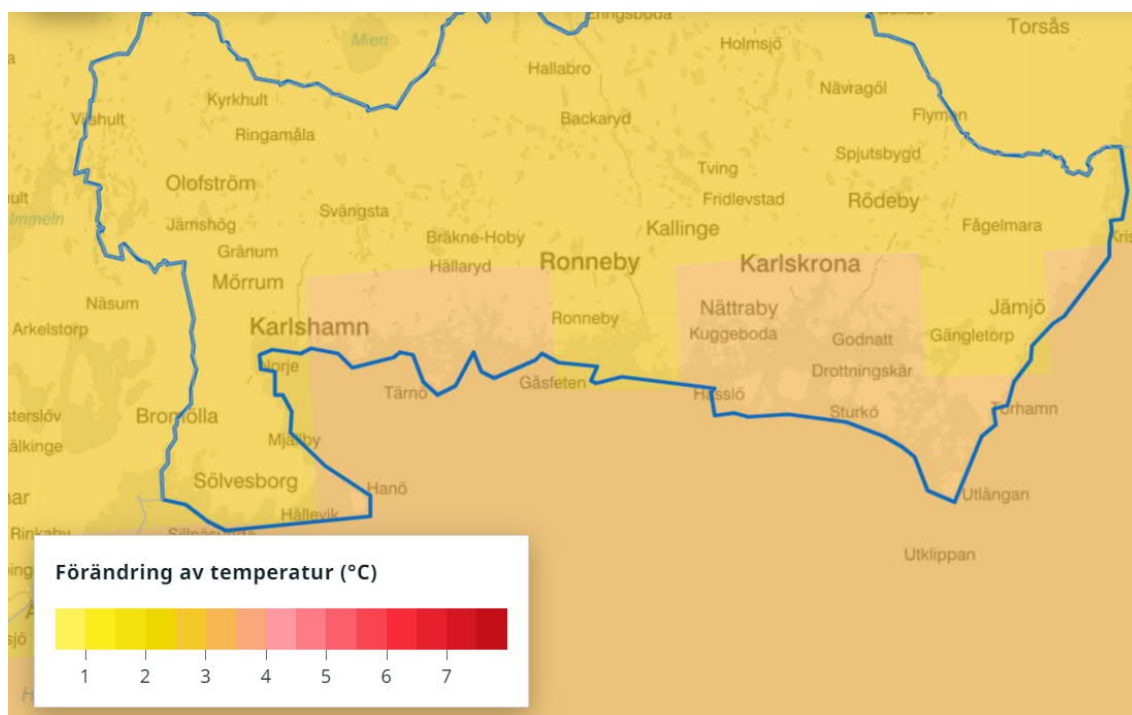 Eringsboda
Torsås
Mien
Holmsjö
Hallabro
Kyrkhult
Nävragöl
Vilshult
Backaryd
Flymen
Ringamåla
Spjutsbygd
Tving
Olofström
Fridlevstad
Rödeby
Immeln
Svängsta
Jämshög
Kallinge
Fågelmara
Bräkne-Hoby
Gränum
Hällaryd
Ronneby
Karlskrona
Mörrum
Näsum
Nättraby
Jämjö
Ronneby
Arkelstorp
Karlshamn
Kuggeboda
Godnatt
Gängletorp
Norje
Drottningskär
Gåsfeten
Tärnö
Hasslö
Bromölla
Sturkö
Torhamn
Mjällby
Sölvesborg
Hanö
Utlängan
Hällevik
Rinkaby
Utklippan
Förändring av temperatur (°C)
1 2 3 4 5 6 7